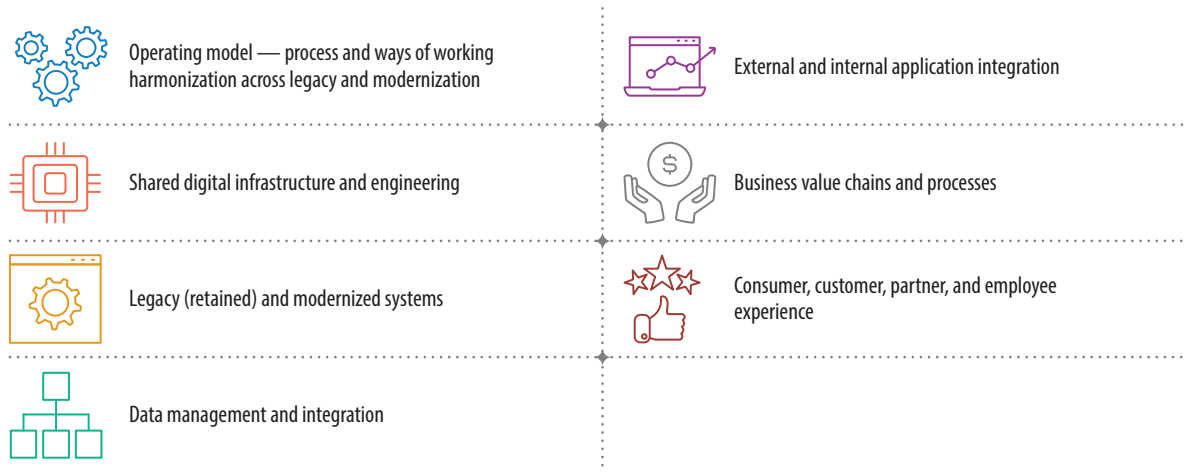 Operating model — process and ways of working
harmonization across legacy and modernization
Shared digital infrastructure and engineering
Legacy (retained) and modernized systems
Data management and integration
External and internal application integration
$
Business value chains and processes
Consumer, customer, partner, and employee
experience